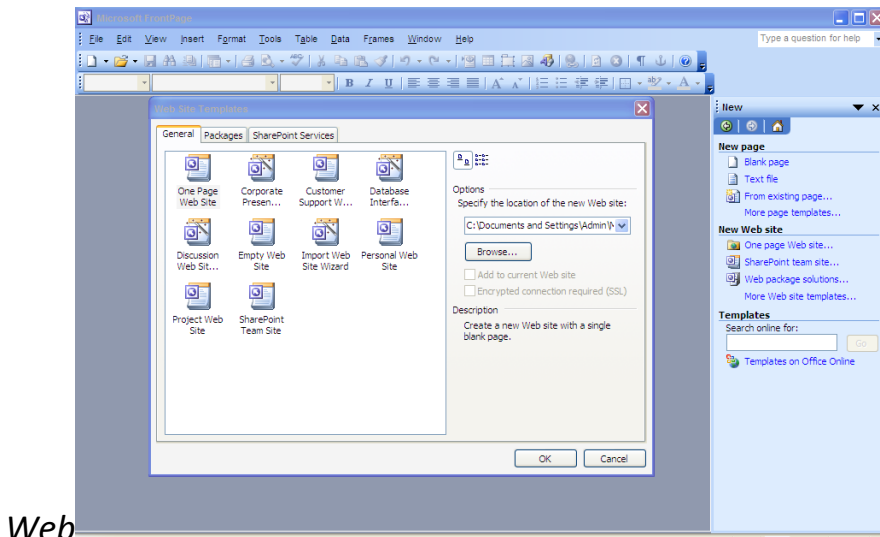 Microsoft FrontPage
File Edit View Insert Format Tools Table Data Frames Window Help
Type a question for help
B I U
Web Site Templates
General Packages SharePoint Services
One Page Web Site
Corporate Presen...
Customer Support W...
Database Interfa...
Discussion Web Sit...
Empty Web Site
Import Web Site Wizard
Personal Web Site
Project Web Site
SharePoint Team Site
Options
Specify the location of the new Web site:
C:\Documents and Settings\Admin\
Browse...
Add to current Web site
Encrypted connection required (SSL)
Description
Create a new Web site with a single
blank page.
OK Cancel
New
New page
Blank page
Text file
From existing page...
More page templates...
New Web site
One page Web site...
SharePoint team site...
Web package solutions...
More Web site templates...
Templates
Search online for:
Go
Templates on Office Online
Web